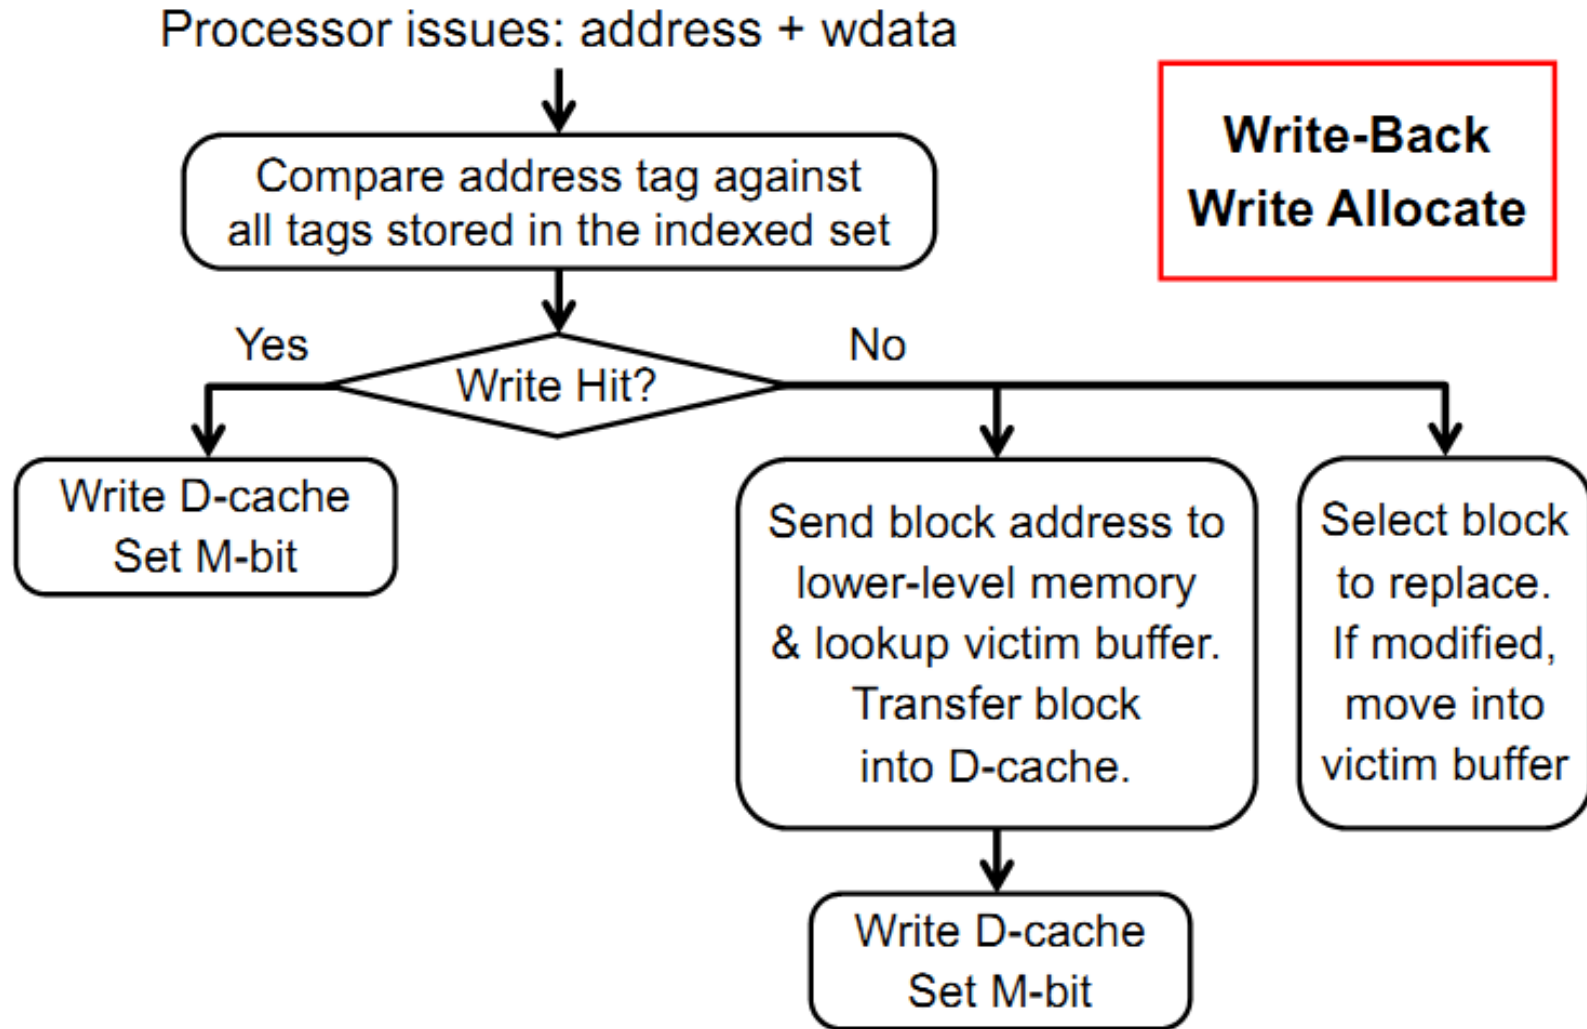 Processor issues: address + wdata
Write-Back
Write Allocate
Compare address tag against
all tags stored in the indexed set
Yes
No
Write Hit?
Write D-cache
Set M-bit
Send block address to
lower-level memory
& lookup victim buffer.
Transfer block
into D-cache.
Select block
to replace.
If modified,
move into
victim buffer
Write D-cache
Set M-bit